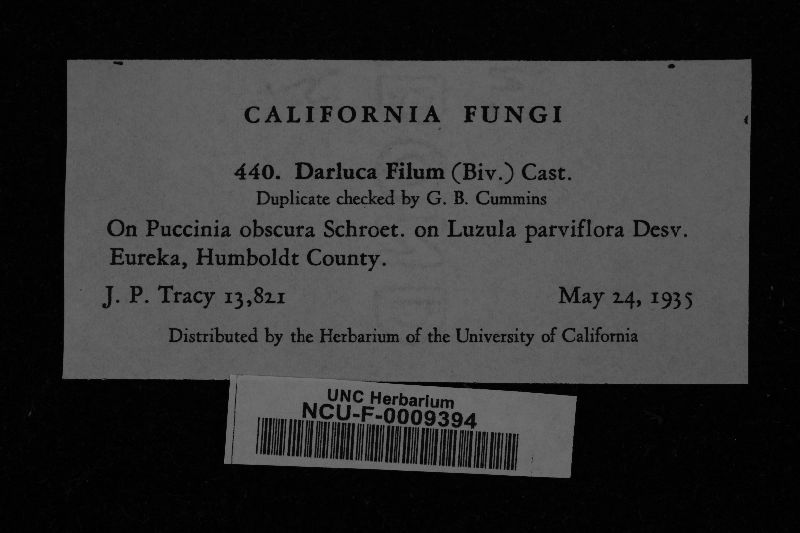 CALIFORNIA FUNGI
440. Darluca Filum (Biv.) Cast.
Duplicate checked by G. B. Cummins
On Puccinia obscura Schroet. on Luzula parviflora Desv.
Eureka, Humboldt County.
J. P. Tracy 13,821 May 24, 1935
Distributed by the Herbarium of the University of California
UNC Herbarium
NCU-F-0009394